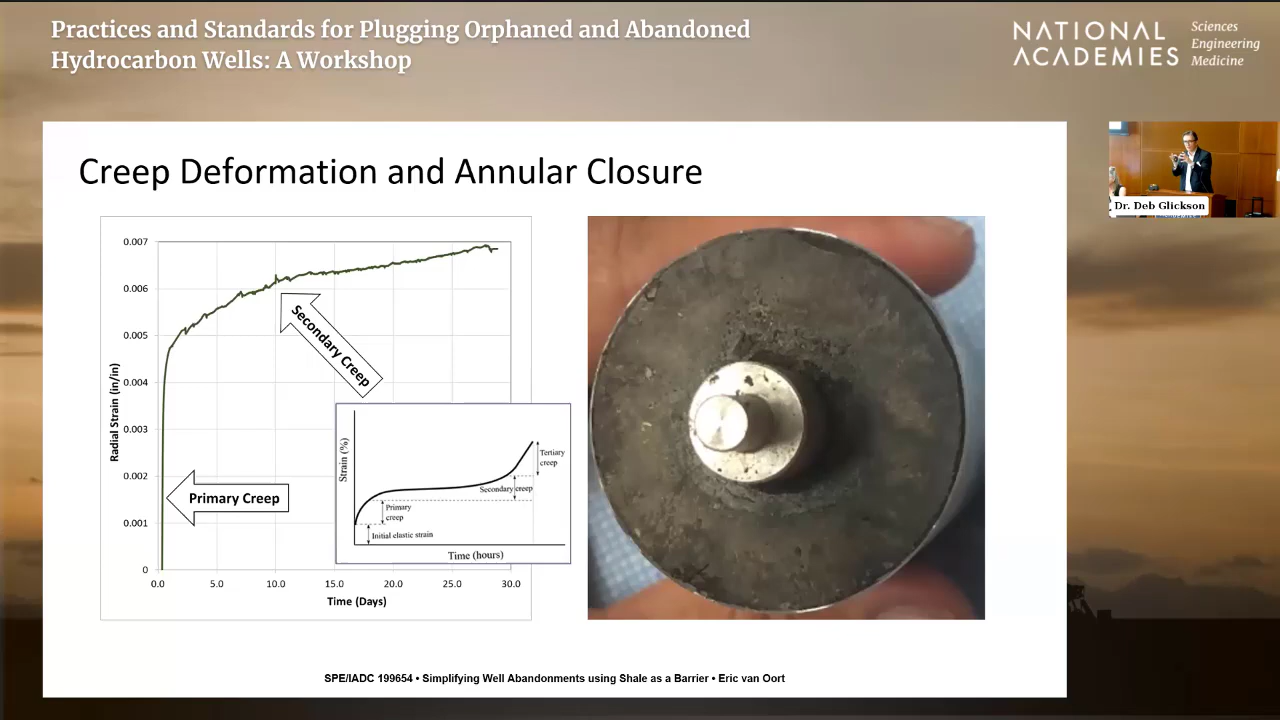 Practices and Standards for Plugging Orphaned and Abandoned
Hydrocarbon Wells: A Workshop
NATIONAL
ACADEMIES
Sciences
Engineering
Medicine
Dr. Deb Glickson
Creep Deformation and Annular Closure
0.007
0.006
0.005
0.004
0.003
0.002
0.001
0
Radial Strain (in/in)
0.0
5.0
10.0
15.0
20.0
25.0
30.0
Time (Days)
Secondary Creep
Primary Creep
Strain (%)
Tertiary
creep
Secondary creep
Primary
creep
Initial elastic strain
Time (hours)
SPE/IADC 199654 • Simplifying Well Abandonments using Shale as a Barrier • Eric van Oort